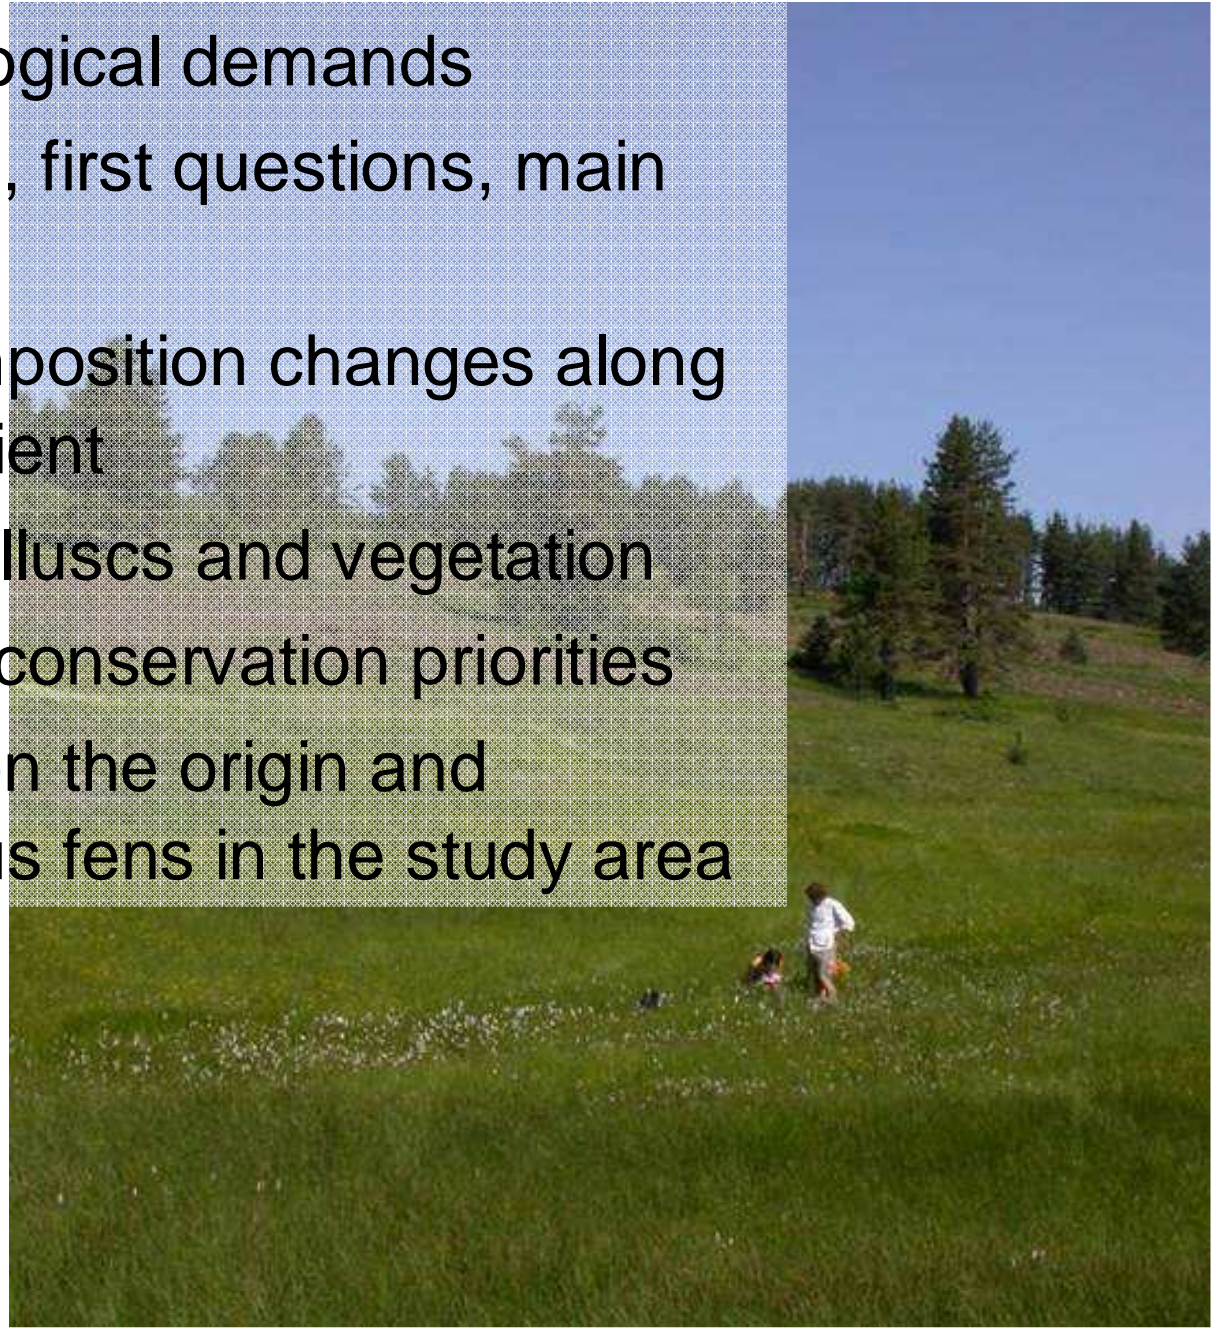 ogical demands
, first questions, main
position changes along
ient
lluscs and vegetation
conservation priorities
n the origin and
s fens in the study area